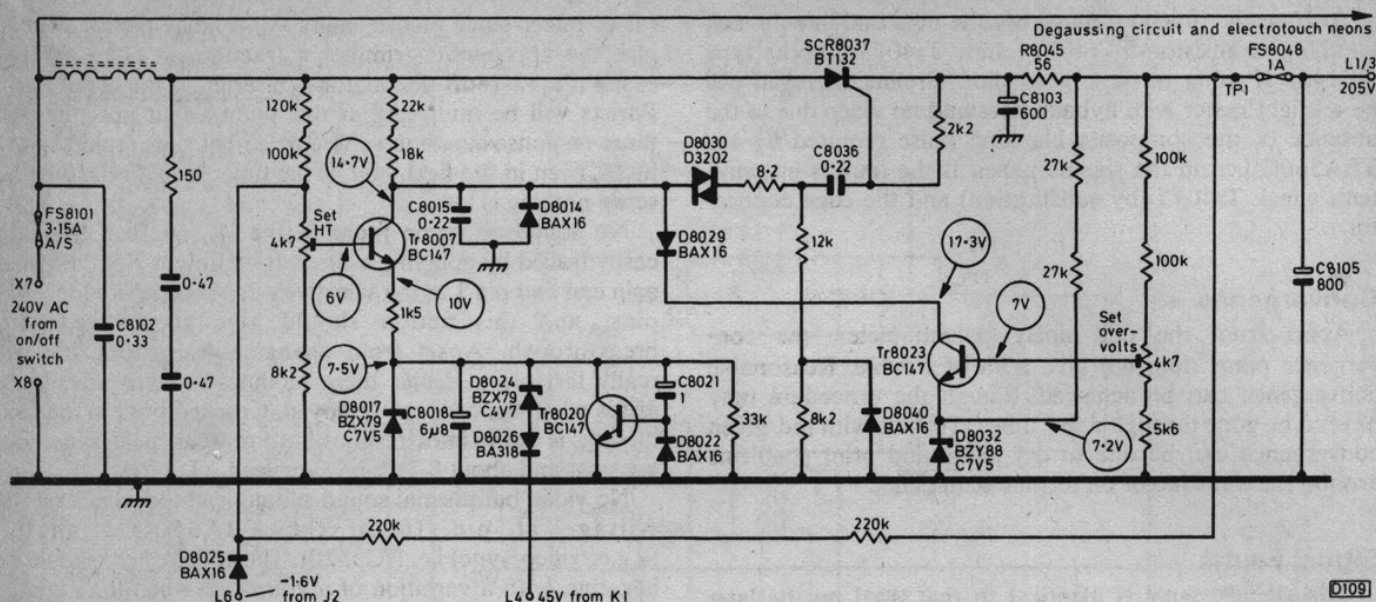 Degaussing circuit and electrotouch neons
SCR8037
BT132
R8045
56
FS8048
1A
L1/3
205V
TP1
C8103
600
120k
100k
22k
18k
14·7V
150
2k2
D8030
D3202
8·2
C8036
0·22
27k
100k
FS8101
3·15A
A/S
Set
HT
4k7
C8015
0·22
D8014
BAX16
Tr8007
BC147
D8029
BAX16
12k
17·3V
27k
100k
X7
240V AC
from
on/off
switch
X8
C8102
0·33
0·47
0·47
6V
10V
1k5
7·5V
7V
Set
over-
volts
4k7
C8105
800
Tr8023
BC147
8k2
D8017
BZX79
C7V5
C8018
6µ8
D8024
BZX79
C4V7
D8026
BA318
Tr8020
BC147
C8021
1
D8022
BAX16
33k
8k2
D8040
BAX16
D8032
BZY88
C7V5
7·2V
5k6
220k
220k
D8025
BAX16
-1·6V
L6
from J2
L4
45V from K1
D109